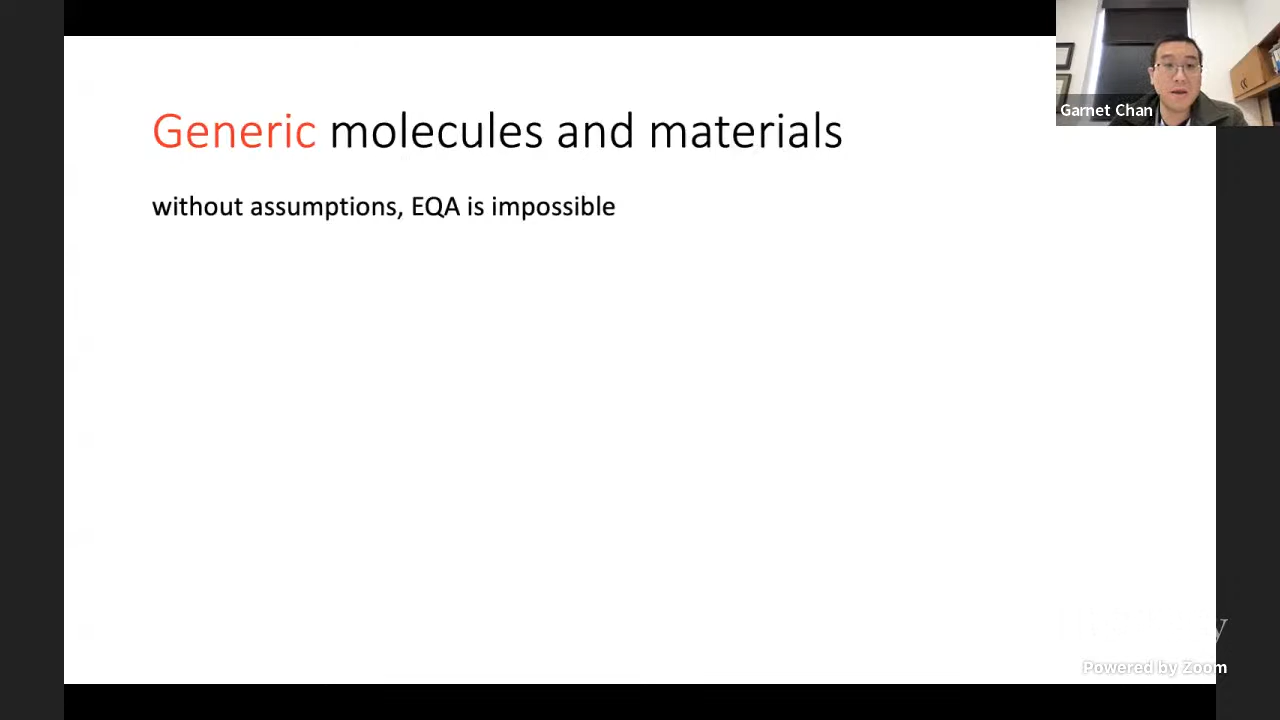 Garnet Chan
Generic molecules and materials
without assumptions, EQA is impossible
Powered by Zoom